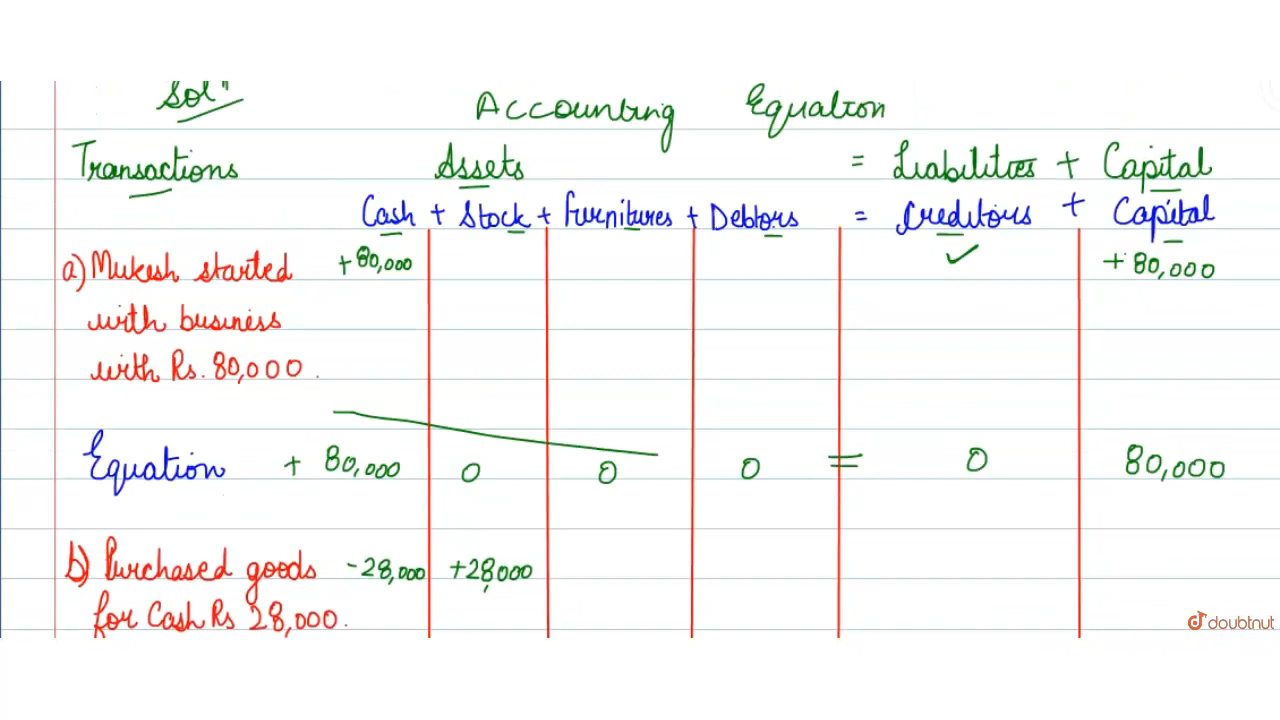 Sol"
Accounting Equation
Transactions Assets = Liabilities + Capital
Cash + Stock + Furnitures + Debtors = Creditors + Capital
a) Mukesh started +80,000 +80,000
with business
with Rs. 80,000.
Equation + 80,000 0 0 0 = 0 80,000
b) Purchased goods -28,000 +28,000
for Cash Rs 28,000.
doubtnut